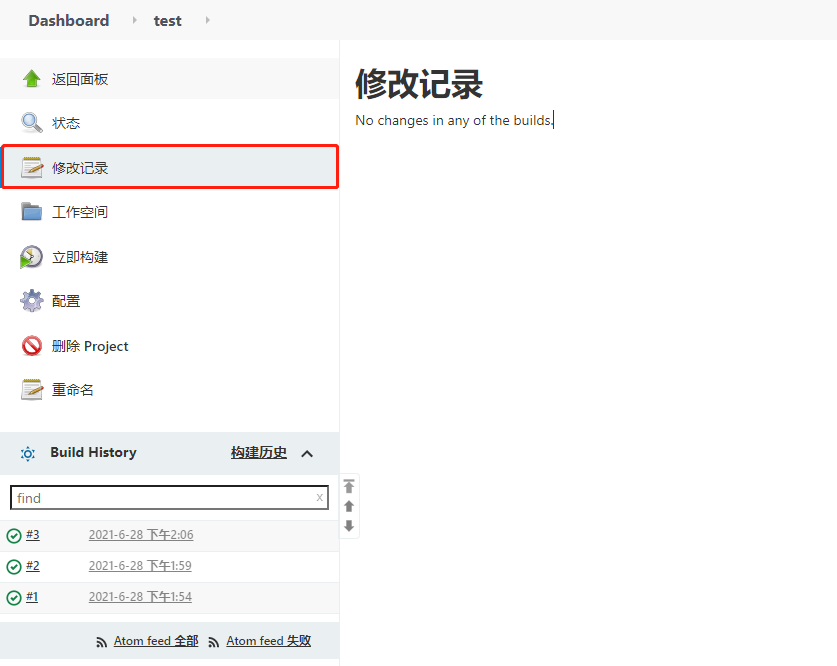 Dashboard test
返回面板
状态
修改记录
工作空间
立即构建
配置
删除 Project
重命名
Build History 构建历史
find x
#3 2021-6-28 下午2:06
#2 2021-6-28 下午1:59
#1 2021-6-28 下午1:54
Atom feed 全部 Atom feed 失败
修改记录
No changes in any of the builds.